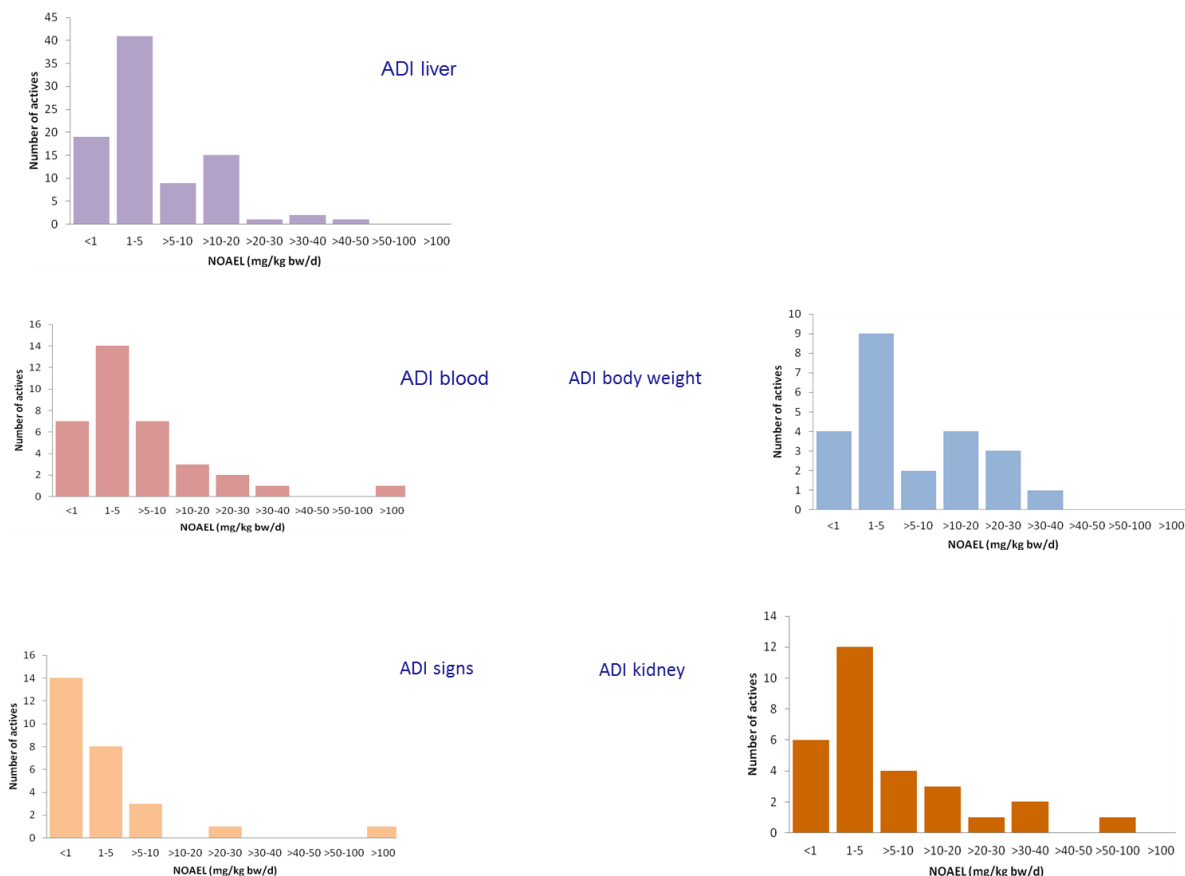 ADI liver
Number of actives
45
40
35
30
25
20
15
10
5
0
<1 1-5 >5-10 >10-20 >20-30 >30-40 >40-50 >50-100 >100
NOAEL (mg/kg bw/d)
ADI blood
Number of actives
16
14
12
10
8
6
4
2
0
<1 1-5 >5-10 >10-20 >20-30 >30-40 >40-50 >50-100 >100
NOAEL (mg/kg bw/d)
ADI body weight
Number of actives
10
9
8
7
6
5
4
3
2
1
0
<1 1-5 >5-10 >10-20 >20-30 >30-40 >40-50 >50-100 >100
NOAEL (mg/kg bw/d)
ADI signs
Number of actives
16
14
12
10
8
6
4
2
0
<1 1-5 >5-10 >10-20 >20-30 >30-40 >40-50 >50-100 >100
NOAEL (mg/kg bw/d)
ADI kidney
Number of actives
14
12
10
8
6
4
2
0
<1 1-5 >5-10 >10-20 >20-30 >30-40 >40-50 >50-100 >100
NOAEL (mg/kg bw/d)